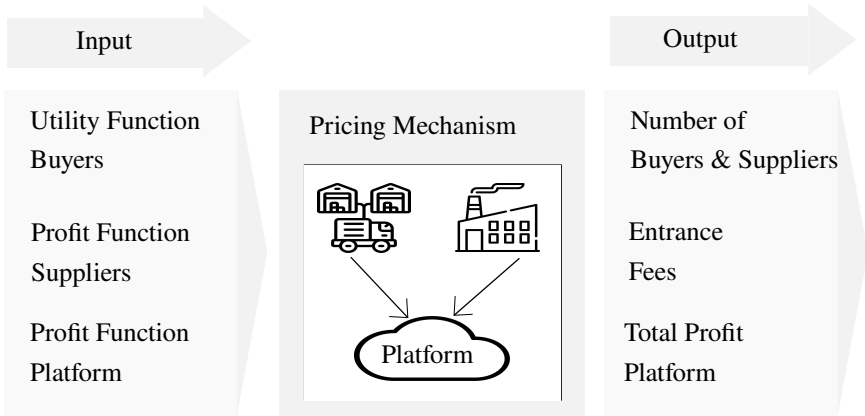 Input
Output
Utility Function
Buyers
Profit Function
Suppliers
Profit Function
Platform
Pricing Mechanism
Platform
Number of
Buyers & Suppliers
Entrance
Fees
Total Profit
Platform